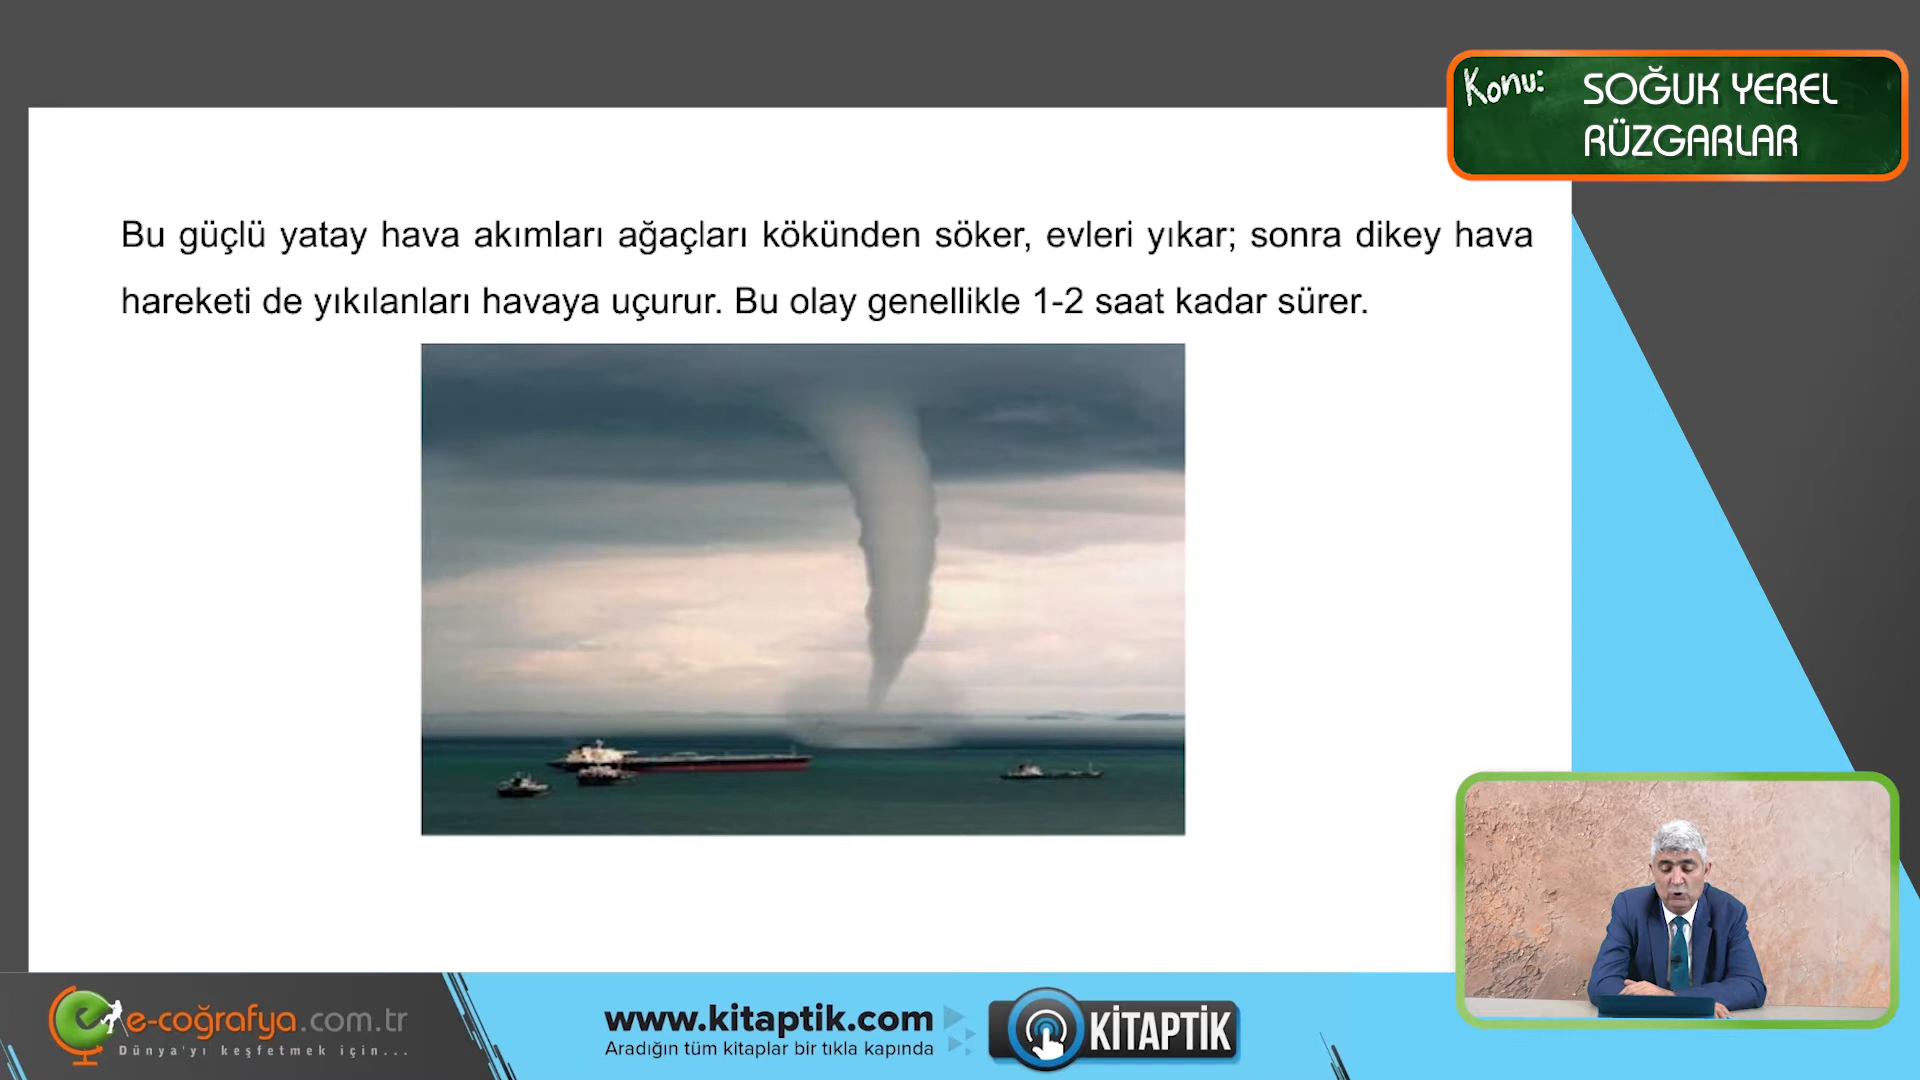 Konu:
SOĞUK YEREL
RÜZGARLAR
Bu güçlü yatay hava akımları ağaçları kökünden söker, evleri yıkar; sonra dikey hava
hareketi de yıkılanları havaya uçurur. Bu olay genellikle 1-2 saat kadar sürer.
e-coğrafya.com.tr
Dünya'yı keşfetmek için...
www.kitaptik.com
Aradığın tüm kitaplar bir tıkla kapında
KİTAPTIK